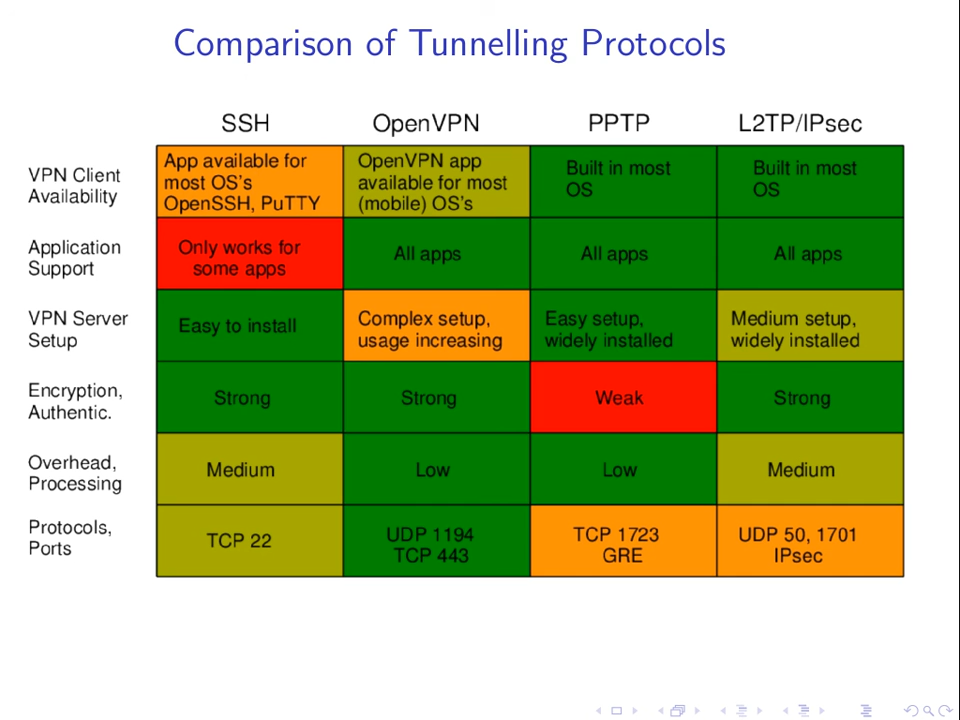 Comparison of Tunnelling Protocols
SSH OpenVPN PPTP L2TP/IPsec
VPN Client
Availability
App available for
most OS's
OpenSSH, PuTTY
OpenVPN app
available for most
(mobile) OS's
Built in most
OS
Built in most
OS
Application
Support
Only works for
some apps
All apps
All apps
All apps
VPN Server
Setup
Easy to install
Complex setup,
usage increasing
Easy setup,
widely installed
Medium setup,
widely installed
Encryption,
Authentic.
Strong
Strong
Weak
Strong
Overhead,
Processing
Medium
Low
Low
Medium
Protocols,
Ports
TCP 22
UDP 1194
TCP 443
TCP 1723
GRE
UDP 50, 1701
IPsec